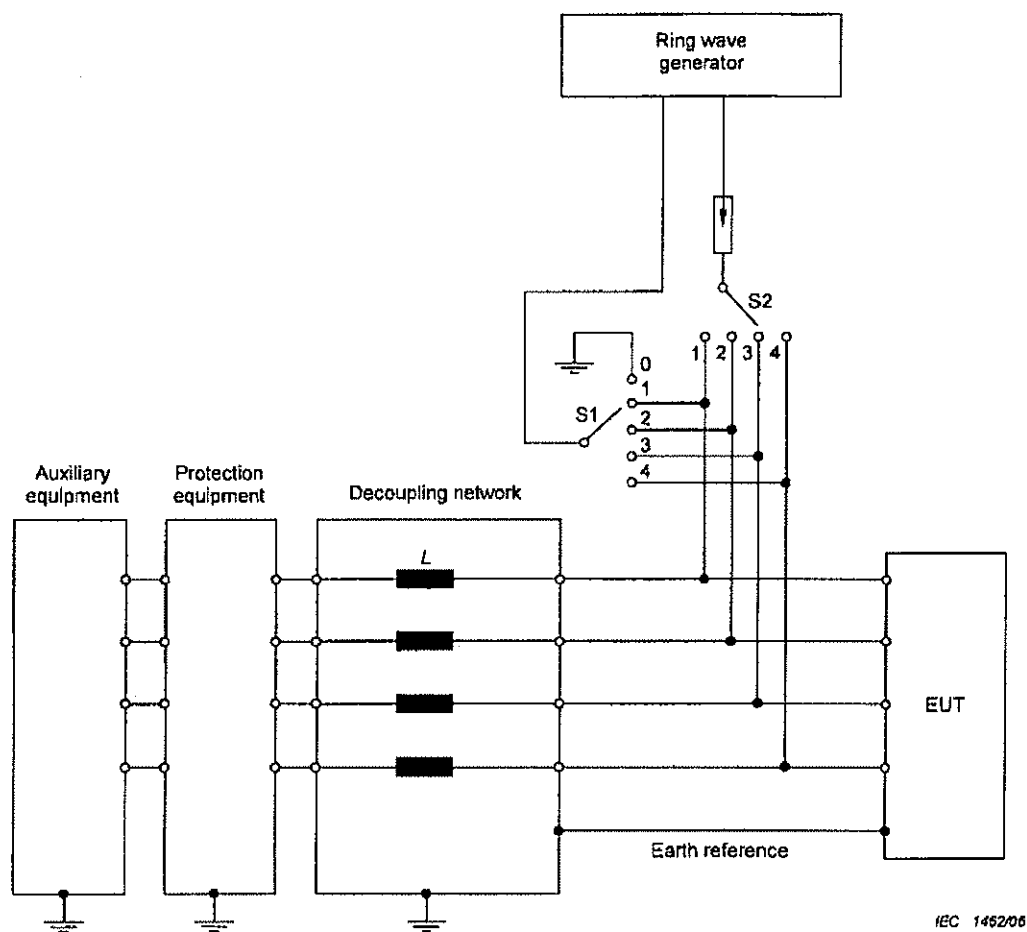 Ring wave
generator
S2
1 2 3 4
0
1
S1
2
3
4
Auxiliary
equipment
Protection
equipment
Decoupling network
L
EUT
Earth reference
IEC 1462/06